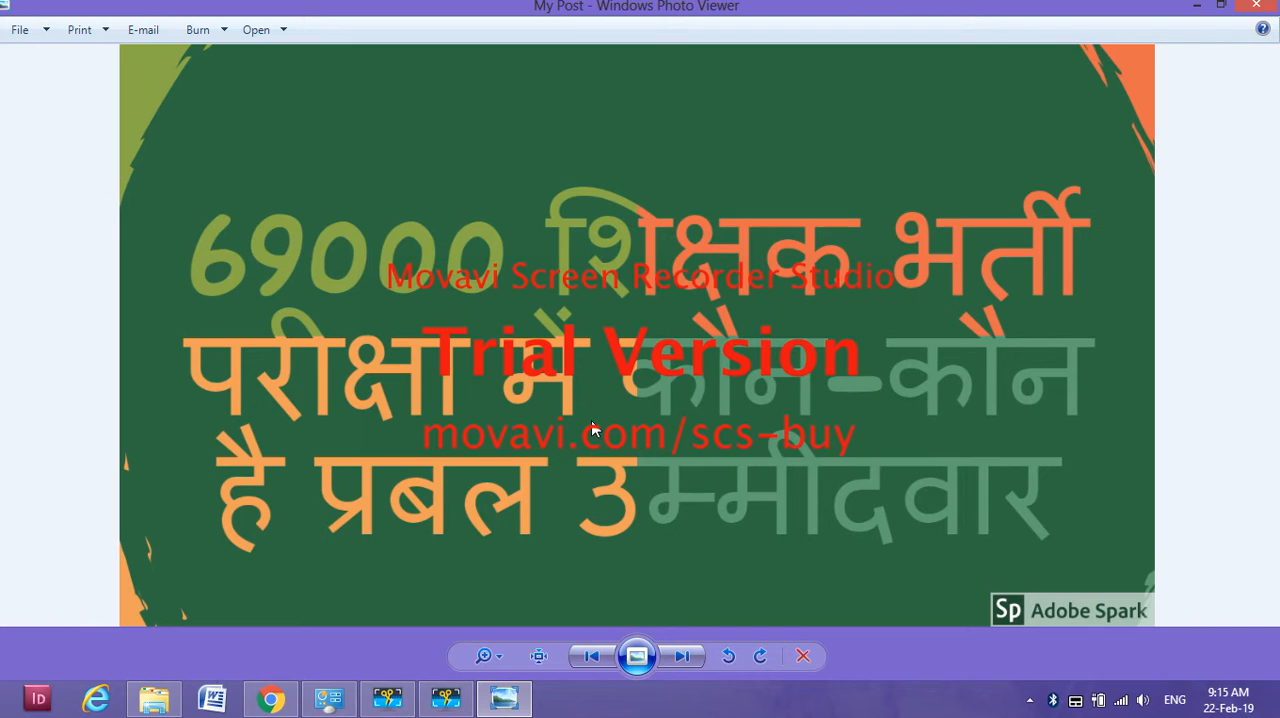 My Post - Windows Photo Viewer
File Print E-mail Burn Open
69000 शिक्षक भर्ती
Movavi Screen Recorder Studio
परीक्षा में कौन-कौन
Trial Version
movavi.com/scs-buy
है प्रबल उम्मीदवार
Sp Adobe Spark
Id W ENG 9:15 AM
22-Feb-19